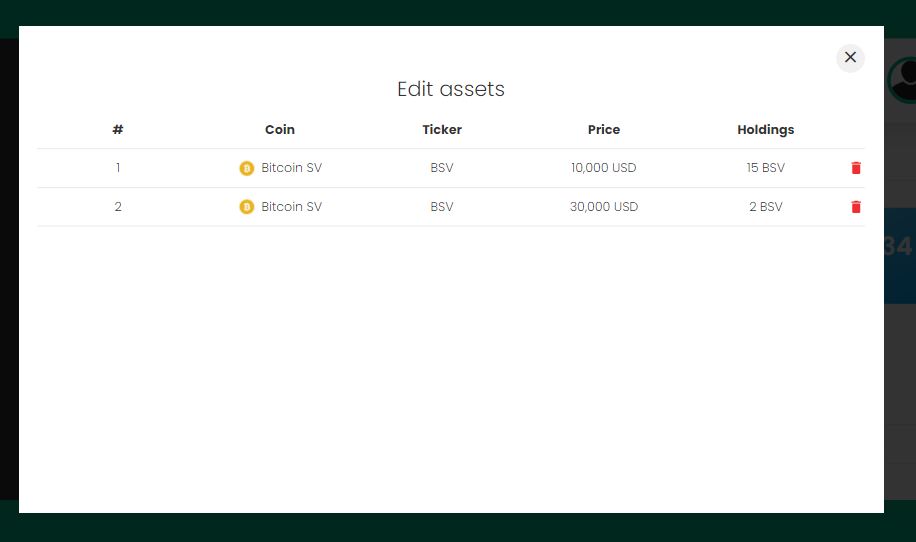 Edit assets
# Coin Ticker Price Holdings
1 Bitcoin SV BSV 10,000 USD 15 BSV
2 Bitcoin SV BSV 30,000 USD 2 BSV
34